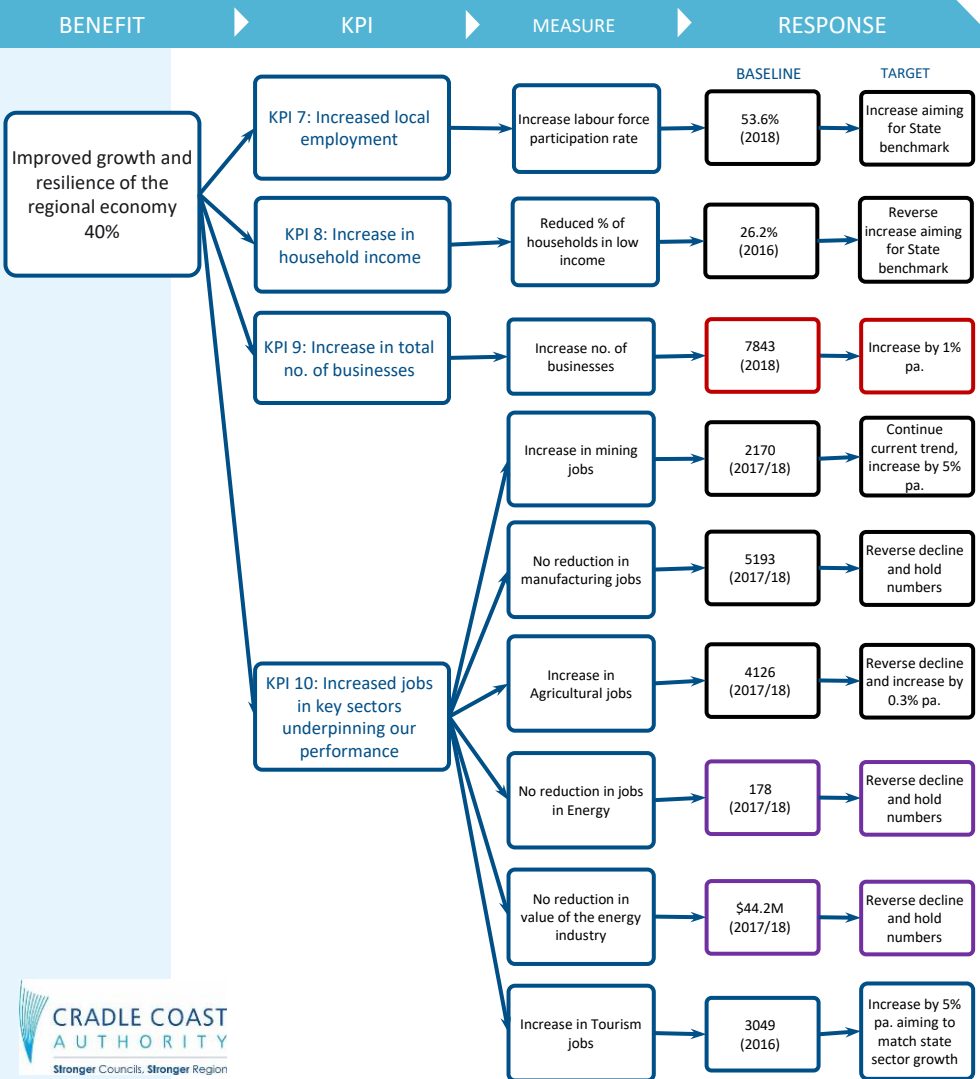 BENEFIT
KPI
MEASURE
RESPONSE
BASELINE
TARGET
Improved growth and
resilience of the
regional economy
40%
KPI 7: Increased local
employment
Increase labour force
participation rate
53.6%
(2018)
Increase aiming
for State
benchmark
KPI 8: Increase in
household income
Reduced % of
households in low
income
26.2%
(2016)
Reverse
increase aiming
for State
benchmark
KPI 9: Increase in total
no. of businesses
Increase no. of
businesses
7843
(2018)
Increase by 1%
pa.
KPI 10: Increased jobs
in key sectors
underpinning our
performance
Increase in mining
jobs
2170
(2017/18)
Continue
current trend,
increase by 5%
pa.
No reduction in
manufacturing jobs
5193
(2017/18)
Reverse decline
and hold
numbers
Increase in
Agricultural jobs
4126
(2017/18)
Reverse decline
and increase by
0.3% pa.
No reduction in jobs
in Energy
178
(2017/18)
Reverse decline
and hold
numbers
No reduction in
value of the energy
industry
$44.2M
(2017/18)
Reverse decline
and hold
numbers
Increase in Tourism
jobs
3049
(2016)
Increase by 5%
pa. aiming to
match state
sector growth
CRADLE COAST
AUTHORITY
Stronger Councils, Stronger Region